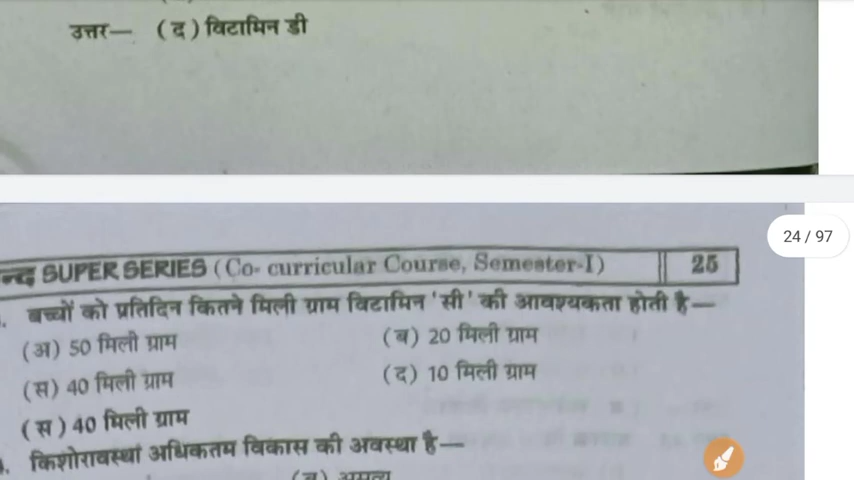 उत्तर— (द) विटामिन डी
24 / 97
SUPER SERIES (Co- curricular Course, Semester-I) 25
बच्चों को प्रतिदिन कितने मिली ग्राम विटामिन 'सी' की आवश्यकता होती है—
(अ) 50 मिली ग्राम (ब) 20 मिली ग्राम
(स) 40 मिली ग्राम (द) 10 मिली ग्राम
(स) 40 मिली ग्राम
किशोरावस्था अधिकतम विकास की अवस्था है—